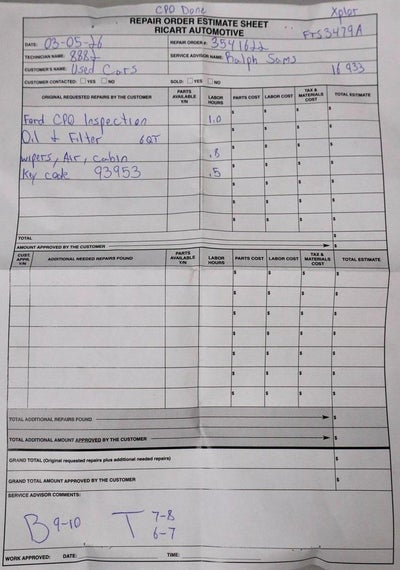 CPO Done
Xplor
REPAIR ORDER ESTIMATE SHEET
RICART AUTOMOTIVE
FTS3479A
DATE: 03-05-26
REPAIR ORDER #: 3541622
TECHNICIAN NAME: 8882
SERVICE ADVISOR NAME: Ralph Sams
CUSTOMER'S NAME: Used Cars
16933
CUSTOMER CONTACTED: YES NO
SOLD: YES NO
ORIGINAL REQUESTED REPAIRS BY THE CUSTOMER PARTS AVAILABLE Y/N LABOR HOURS PARTS COST LABOR COST TAX & MATERIALS COST TOTAL ESTIMATE
Ford CPO Inspection 1.0
Oil & Filter 6QT
wipers, Air, Cabin .8
Key code 93953 .5
TOTAL $
AMOUNT APPROVED BY THE CUSTOMER $
CUST. APPR. Y/N ADDITIONAL NEEDED REPAIRS FOUND PARTS AVAILABLE Y/N LABOR HOURS PARTS COST LABOR COST TAX & MATERIALS COST TOTAL ESTIMATE
TOTAL ADDITIONAL REPAIRS FOUND $
TOTAL ADDITIONAL AMOUNT APPROVED BY THE CUSTOMER $
GRAND TOTAL (Original requested repairs plus additional needed repairs) $
GRAND TOTAL AMOUNT APPROVED BY THE CUSTOMER $
SERVICE ADVISOR COMMENTS:
B 9-10 T 7-8
6-7
WORK APPROVED: DATE: TIME: